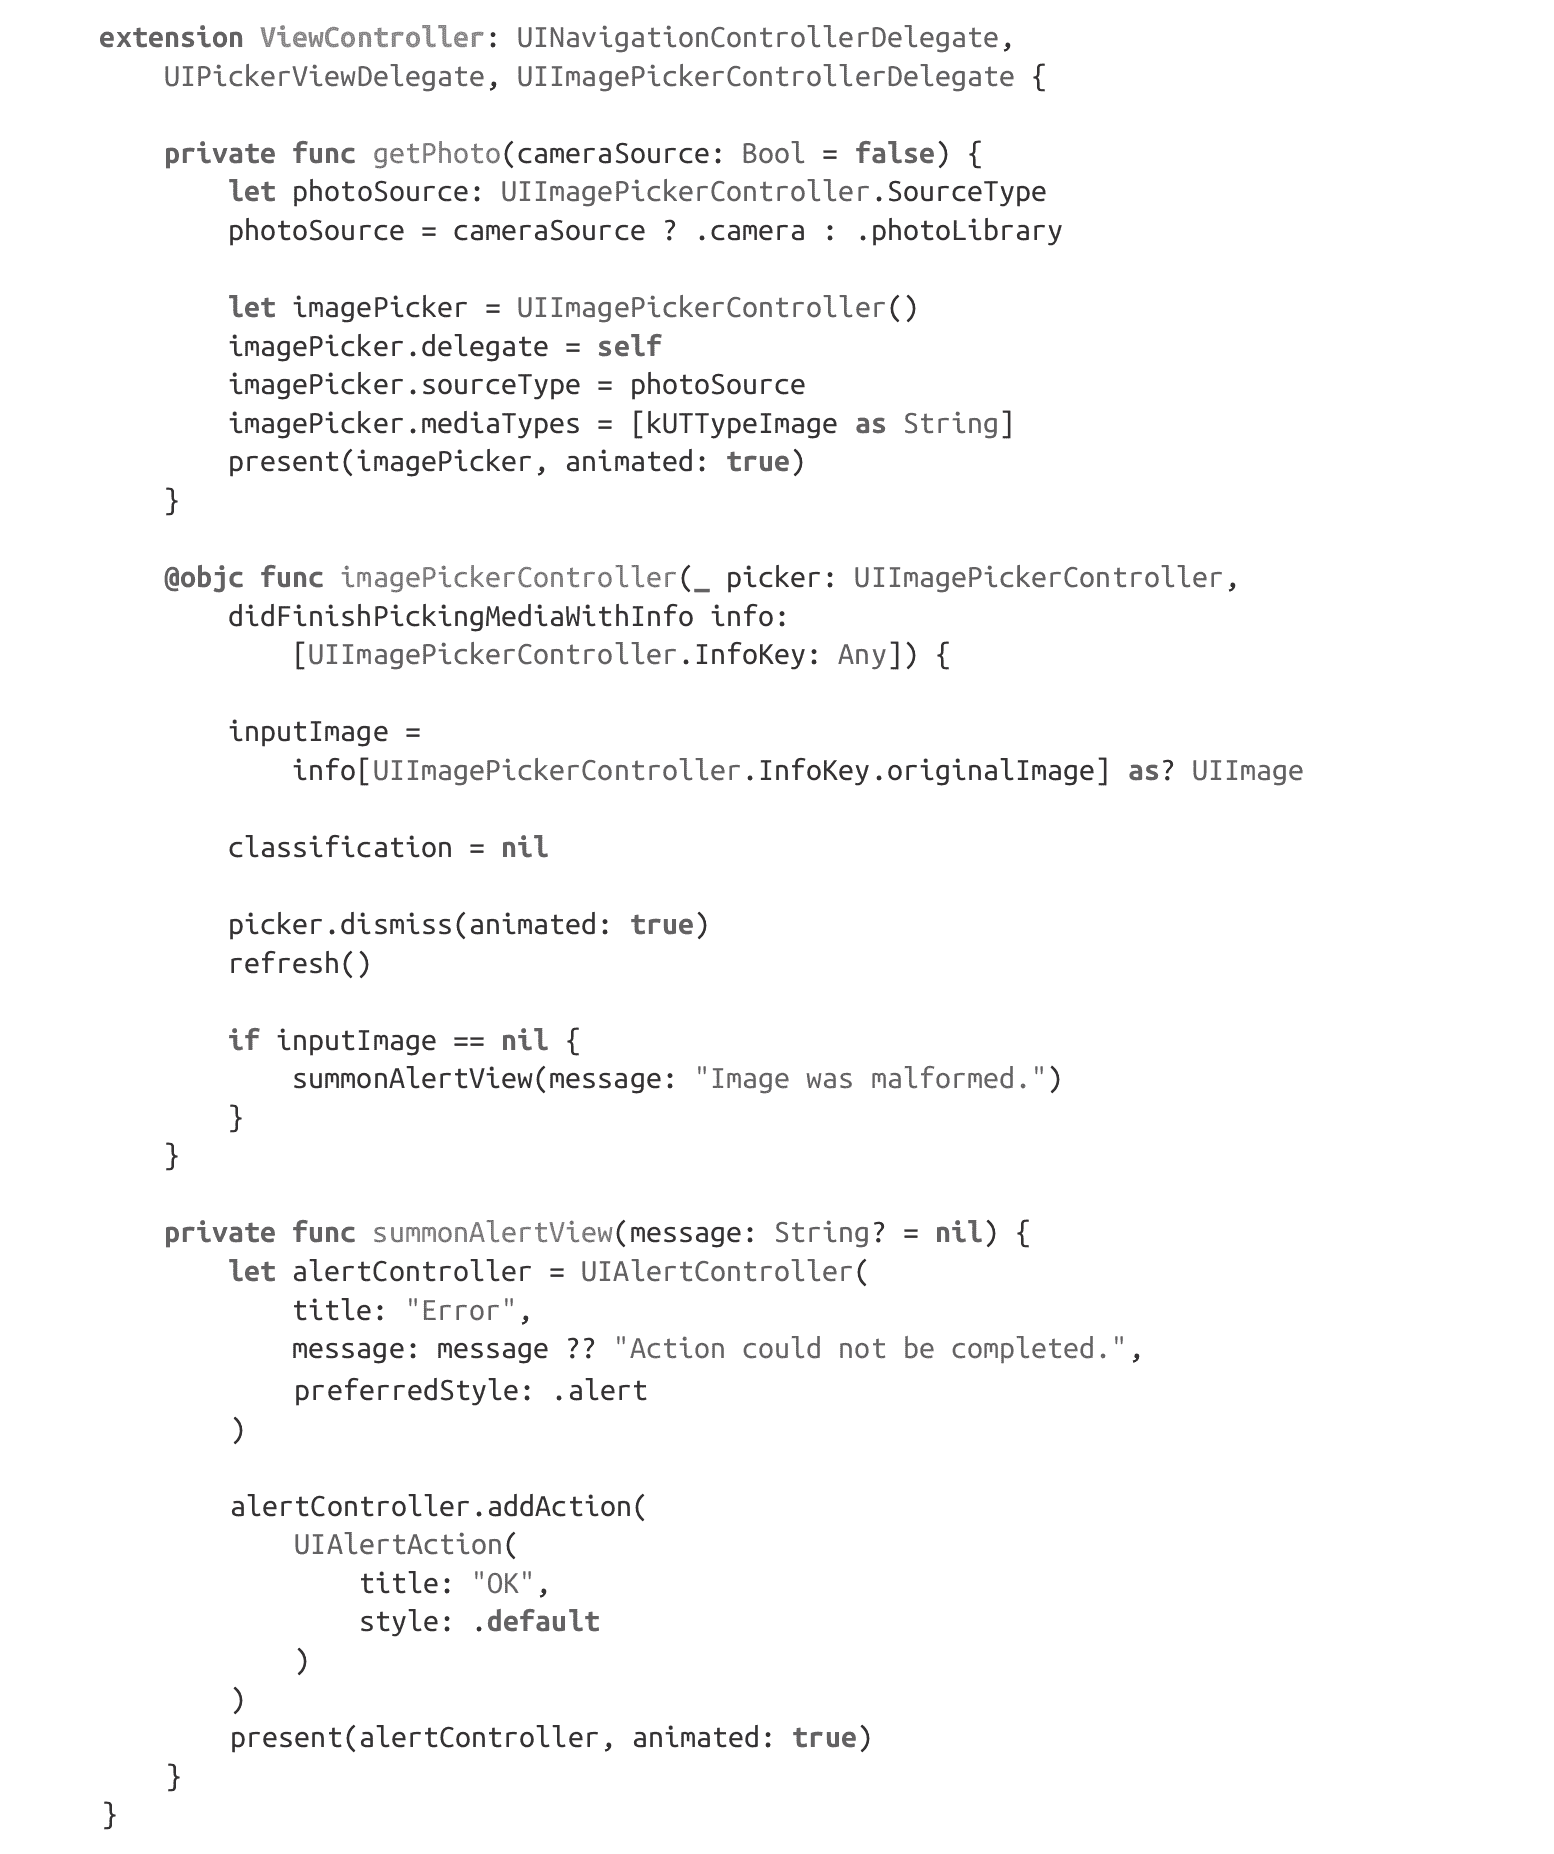 extension ViewController: UINavigationControllerDelegate,
    UIPickerViewDelegate, UIImagePickerControllerDelegate {

    private func getPhoto(cameraSource: Bool = false) {
        let photoSource: UIImagePickerController.SourceType
        photoSource = cameraSource ? .camera : .photoLibrary

        let imagePicker = UIImagePickerController()
        imagePicker.delegate = self
        imagePicker.sourceType = photoSource
        imagePicker.mediaTypes = [kUTTypeImage as String]
        present(imagePicker, animated: true)
    }

    @objc func imagePickerController(_ picker: UIImagePickerController,
        didFinishPickingMediaWithInfo info:
            [UIImagePickerController.InfoKey: Any]) {

        inputImage =
            info[UIImagePickerController.InfoKey.originalImage] as? UIImage

        classification = nil

        picker.dismiss(animated: true)
        refresh()

        if inputImage == nil {
            summonAlertView(message: "Image was malformed.")
        }
    }

    private func summonAlertView(message: String? = nil) {
        let alertController = UIAlertController(
            title: "Error",
            message: message ?? "Action could not be completed.",
            preferredStyle: .alert
        )

        alertController.addAction(
            UIAlertAction(
                title: "OK",
                style: .default
            )
        )
        present(alertController, animated: true)
    }
}